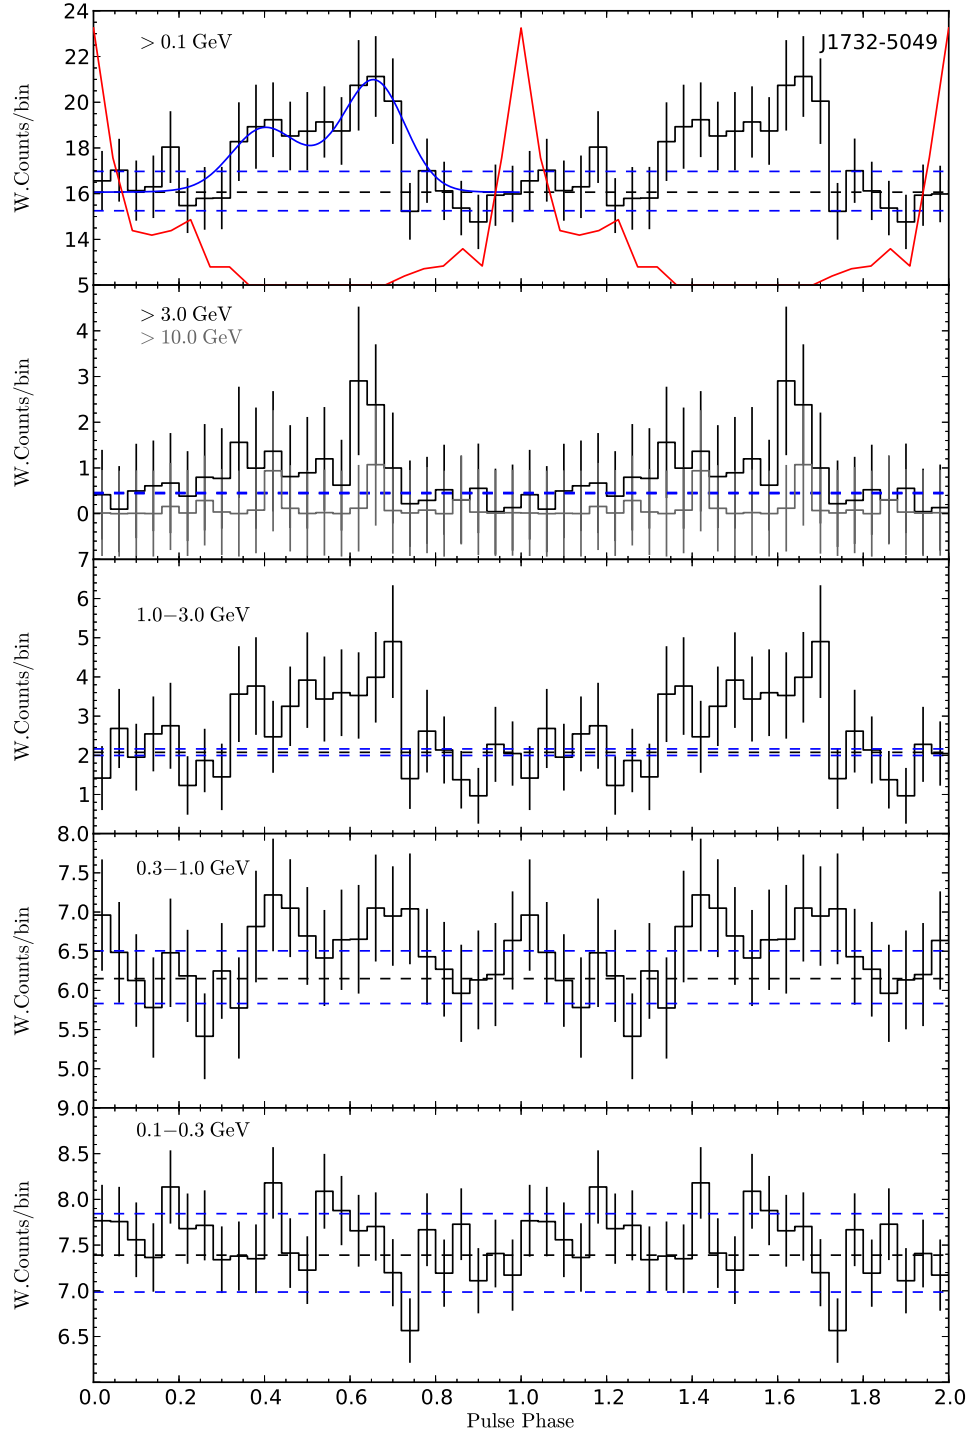 24
22
20
18
16
14
W.Counts/bin
> 0.1 GeV
J1732-5049
5
4
3
2
1
0
W.Counts/bin
> 3.0 GeV
> 10.0 GeV
7
6
5
4
3
2
1
W.Counts/bin
1.0−3.0 GeV
8.0
7.5
7.0
6.5
6.0
5.5
5.0
W.Counts/bin
0.3−1.0 GeV
9.0
8.5
8.0
7.5
7.0
6.5
W.Counts/bin
0.1−0.3 GeV
0.0 0.2 0.4 0.6 0.8 1.0 1.2 1.4 1.6 1.8 2.0
Pulse Phase